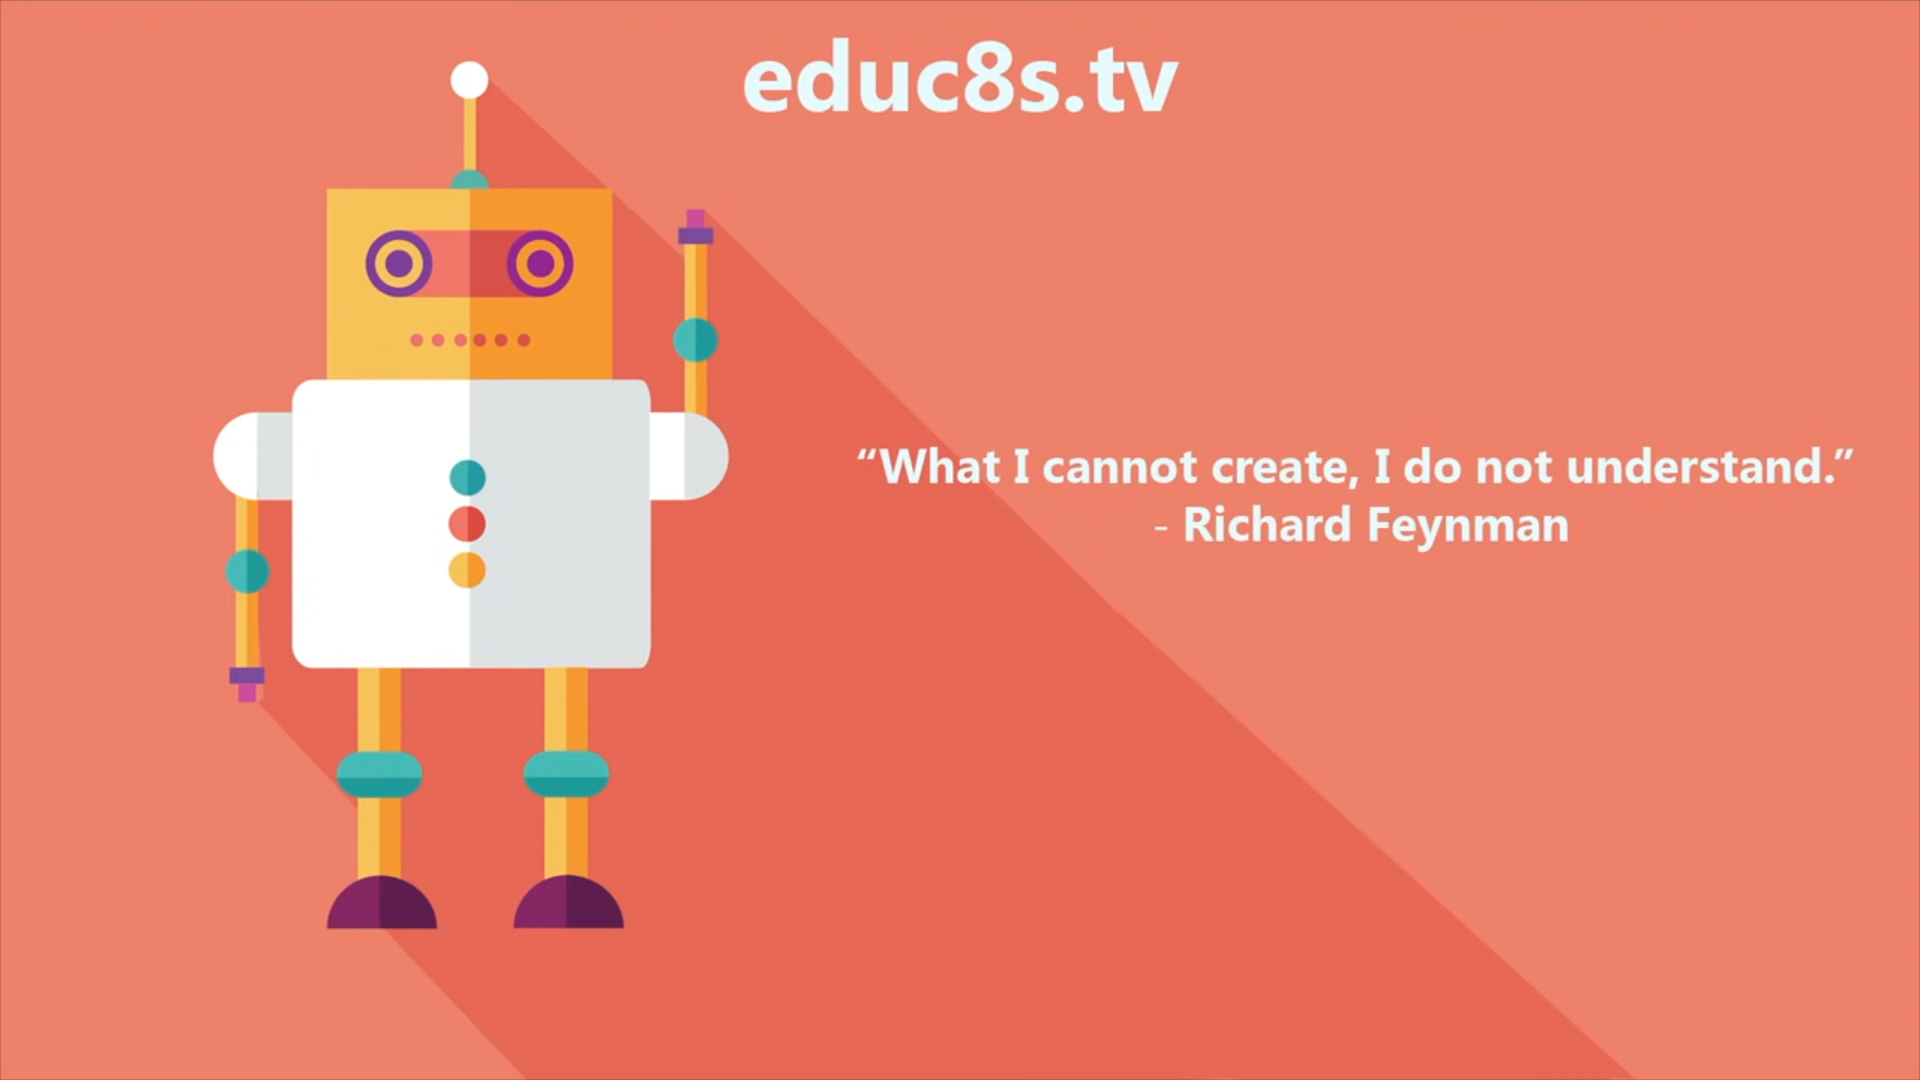 educ8s.tv
“What I cannot create, I do not understand.”
- Richard Feynman